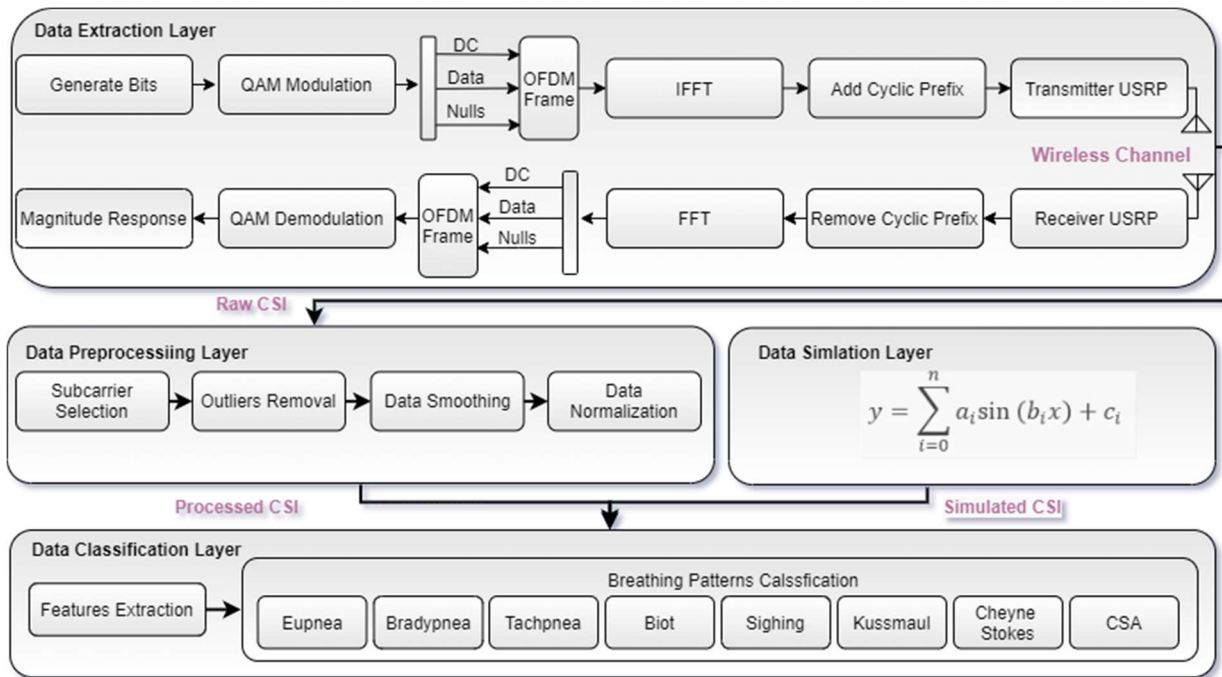 Data Extraction Layer
Generate Bits
QAM Modulation
DC
Data
Nulls
OFDM
Frame
IFFT
Add Cyclic Prefix
Transmitter USRP
Wireless Channel
Magnitude Response
QAM Demodulation
OFDM
Frame
DC
Data
Nulls
FFT
Remove Cyclic Prefix
Receiver USRP
Raw CSI
Data Preprocessiing Layer
Subcarrier
Selection
Outliers Removal
Data Smoothing
Data
Normalization
Data Simlation Layer
n
y = ∑ a_i sin (b_i x) + c_i
i=0
Processed CSI
Simulated CSI
Data Classification Layer
Features Extraction
Breathing Patterns Calssfication
Eupnea
Bradypnea
Tachpnea
Biot
Sighing
Kussmaul
Cheyne
Stokes
CSA